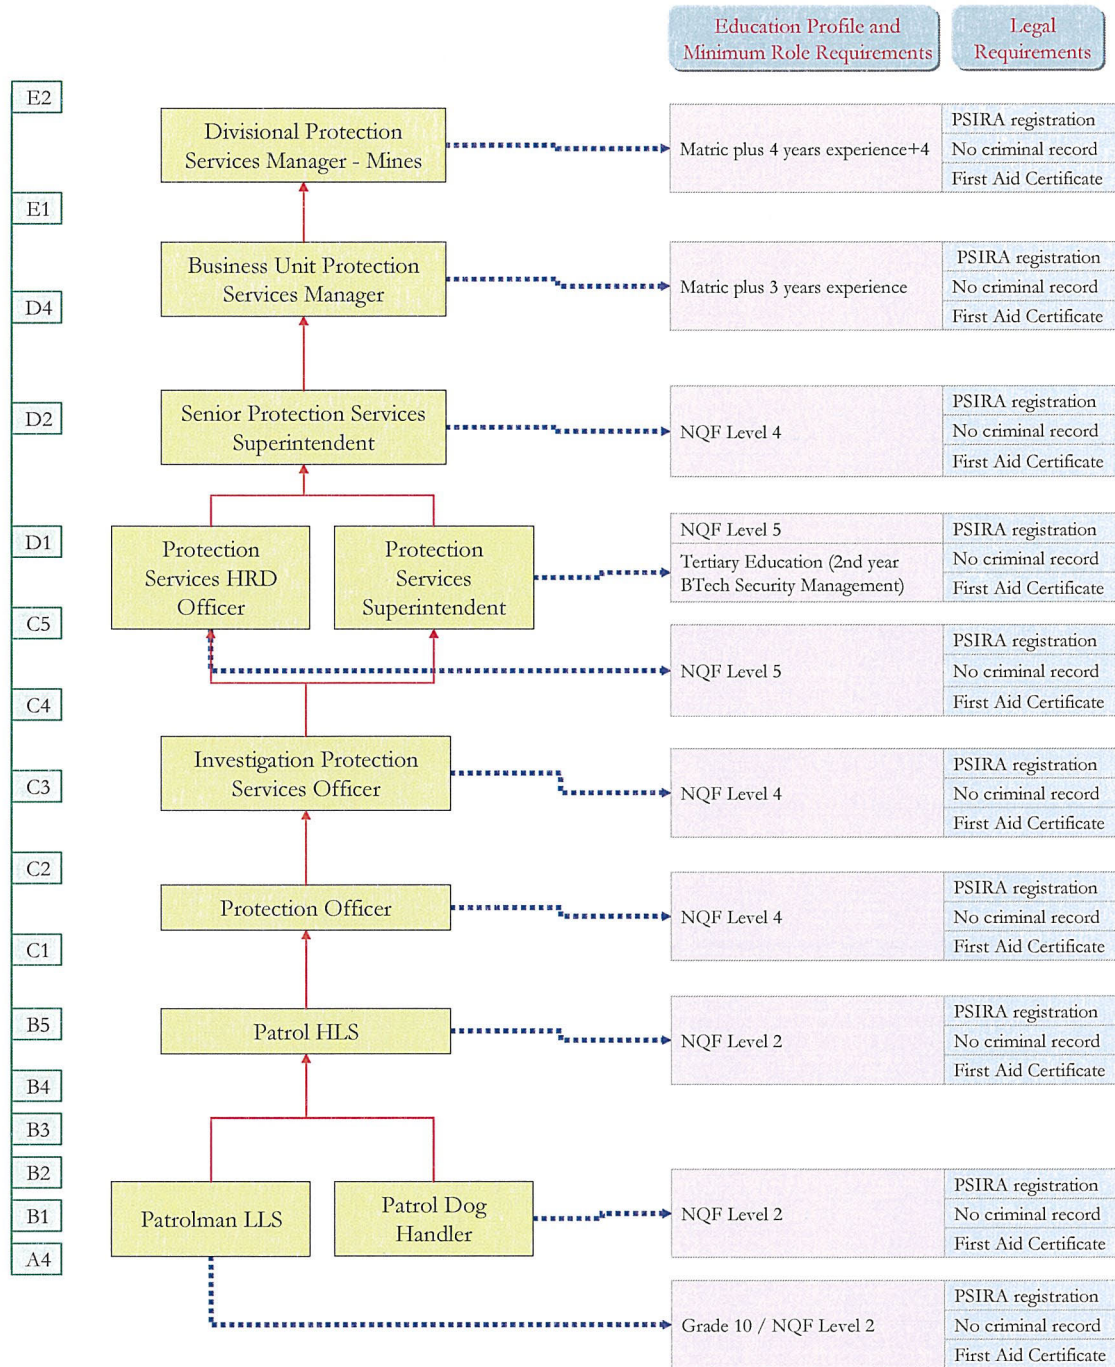 Education Profile and
Minimum Role Requirements
Legal
Requirements
E2
E1
D4
D2
D1
C5
C4
C3
C2
C1
B5
B4
B3
B2
B1
A4
Divisional Protection
Services Manager - Mines
Matric plus 4 years experience+4
PSIRA registration
No criminal record
First Aid Certificate
Business Unit Protection
Services Manager
Matric plus 3 years experience
PSIRA registration
No criminal record
First Aid Certificate
Senior Protection Services
Superintendent
NQF Level 4
PSIRA registration
No criminal record
First Aid Certificate
Protection
Services HRD
Officer
Protection
Services
Superintendent
NQF Level 5
Tertiary Education (2nd year
BTech Security Management)
PSIRA registration
No criminal record
First Aid Certificate
NQF Level 5
PSIRA registration
No criminal record
First Aid Certificate
Investigation Protection
Services Officer
NQF Level 4
PSIRA registration
No criminal record
First Aid Certificate
Protection Officer
NQF Level 4
PSIRA registration
No criminal record
First Aid Certificate
Patrol HLS
NQF Level 2
PSIRA registration
No criminal record
First Aid Certificate
Patrolman LLS
Patrol Dog
Handler
NQF Level 2
PSIRA registration
No criminal record
First Aid Certificate
Grade 10 / NQF Level 2
PSIRA registration
No criminal record
First Aid Certificate